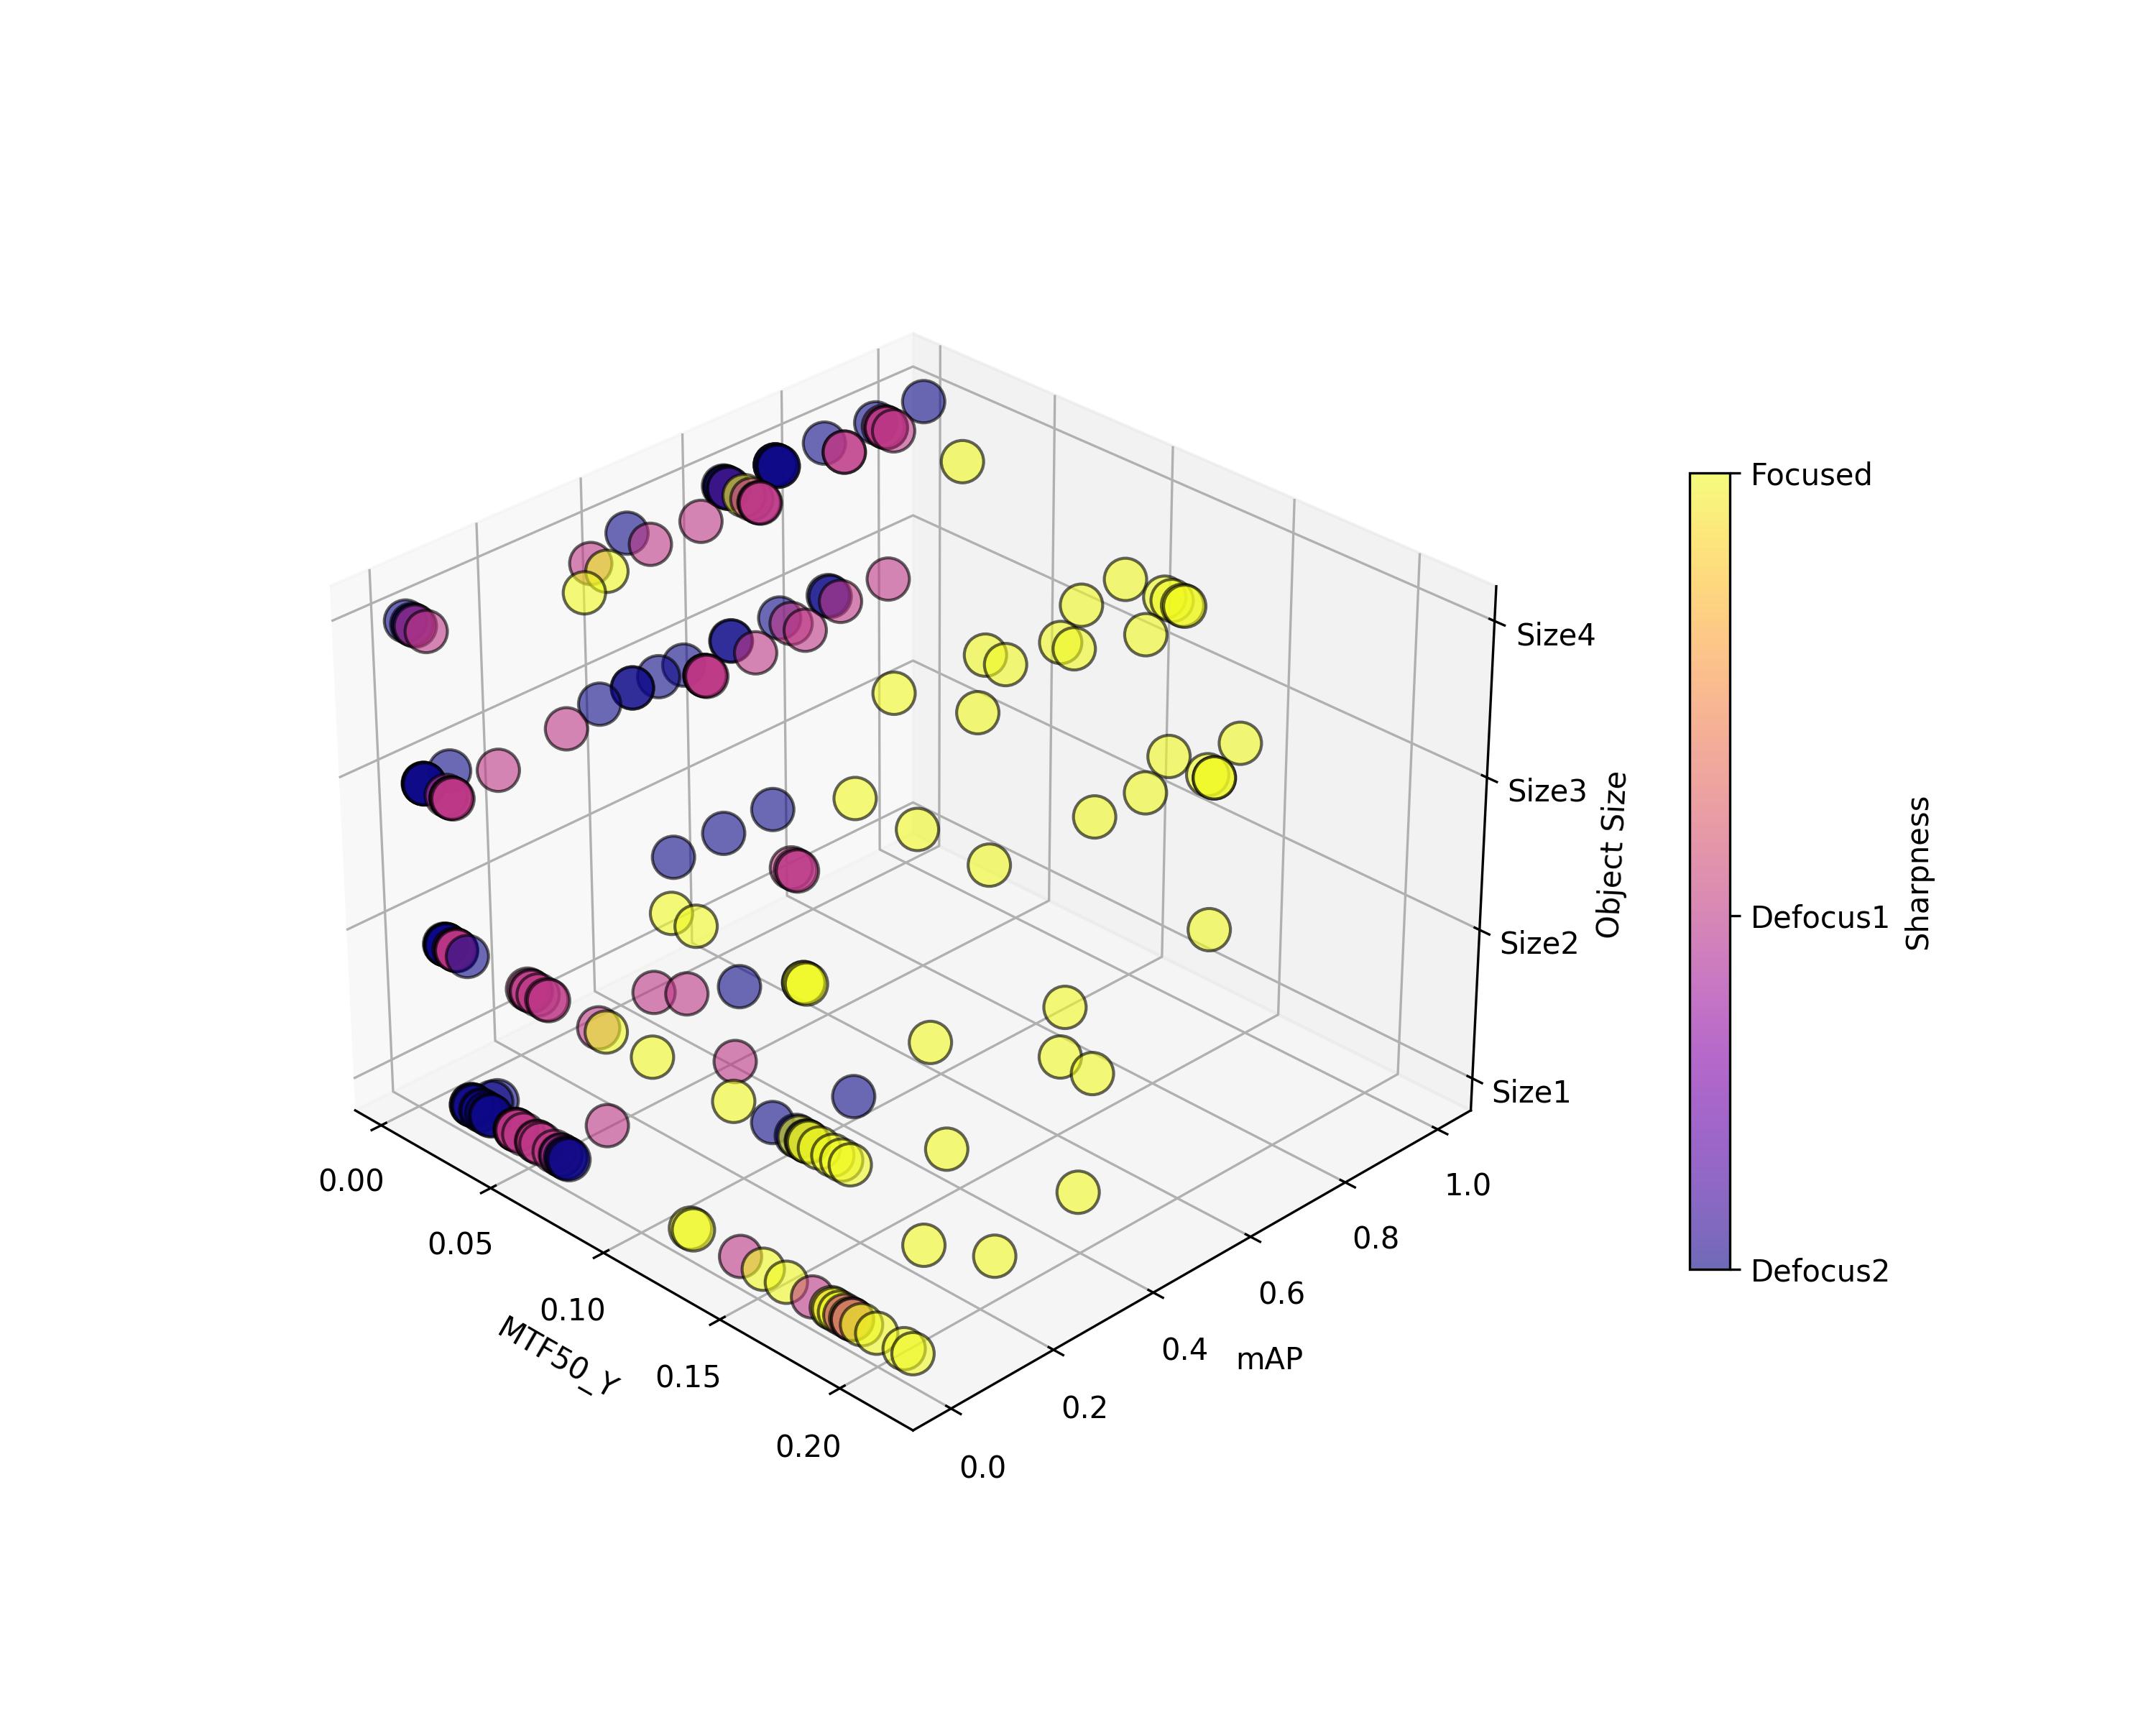 Focused
Defocus1
Defocus2
Sharpness
Size4
Size3
Size2
Size1
Object Size
0.00
0.05
0.10
0.15
0.20
MTF50_Y
0.0
0.2
0.4
0.6
0.8
1.0
mAP